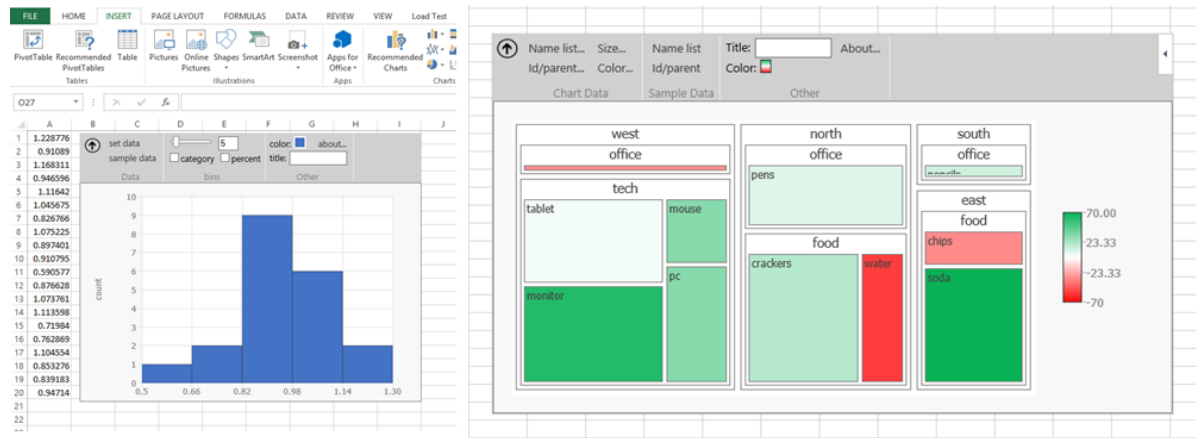 FILE HOME INSERT PAGE LAYOUT FORMULAS DATA REVIEW VIEW Load Test
PivotTable Recommended PivotTables Table Pictures Online Pictures Shapes SmartArt Screenshot Apps for Office Recommended Charts
Tables Illustrations Apps Charts
O27 fx
A B C D E F G H I J
1 1.228776
2 0.91089
3 1.168311
4 0.946596
5 1.11642
6 1.045675
7 0.826766
8 1.075225
9 0.897401
10 0.910795
11 0.590577
12 0.876628
13 1.073761
14 1.113598
15 0.71984
16 0.762869
17 1.104554
18 0.853276
19 0.839183
20 0.94714
21
22
set data 5 color: about...
sample data category percent title:
Data bins Other
10
9
8
7
6
5
4
3
2
1
0
count
0.5 0.66 0.82 0.98 1.14 1.30
Name list... Size... Name list Title: About...
Id/parent... Color... Id/parent Color:
Chart Data Sample Data Other
west north south
office office office
pens pencils
tech east
tablet mouse food
food chips
crackers water
pc soda
monitor
70.00
23.33
-23.33
-70